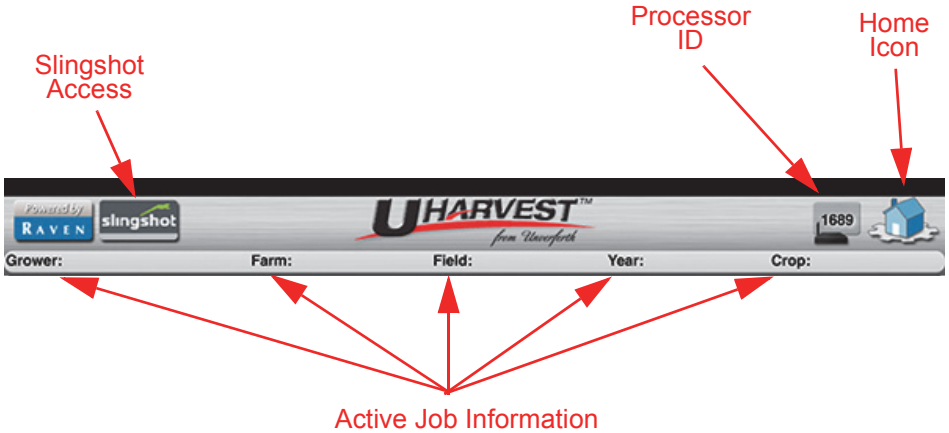 Processor
ID
Home
Icon
Slingshot
Access
Powered by
RAVEN
slingshot
UHARVEST™
from Unverferth
1689
Grower: Farm: Field: Year: Crop:
Active Job Information